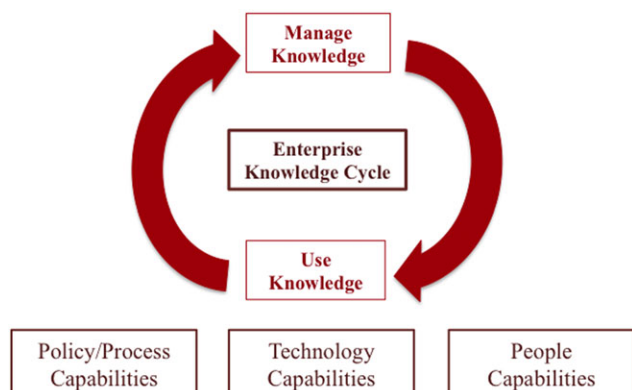 Manage
Knowledge
Enterprise
Knowledge Cycle
Use
Knowledge
Policy/Process
Capabilities
Technology
Capabilities
People
Capabilities